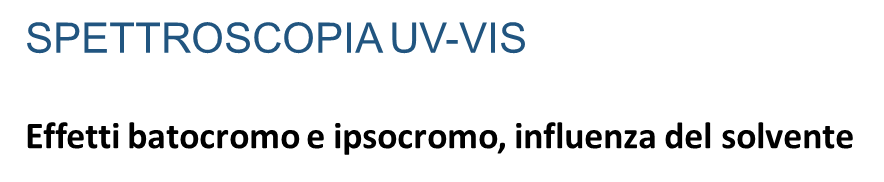 SPETTROSCOPIA UV-VIS
Effetti batocromo e ipsocromo, influenza del solvente